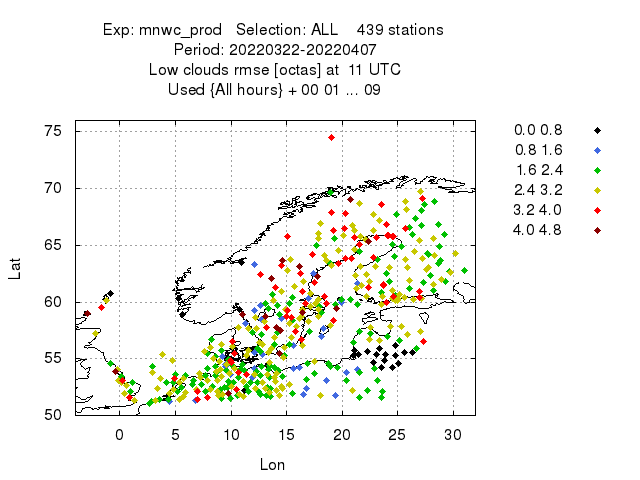 Exp: mnwc_prod Selection: ALL 439 stations
Period: 20220322-20220407
Low clouds rmse [octas] at 11 UTC
Used {All hours} + 00 01 ... 09
0.0 0.8
0.8 1.6
1.6 2.4
2.4 3.2
3.2 4.0
4.0 4.8
75
70
65
60
55
50
Lat
0 5 10 15 20 25 30
Lon